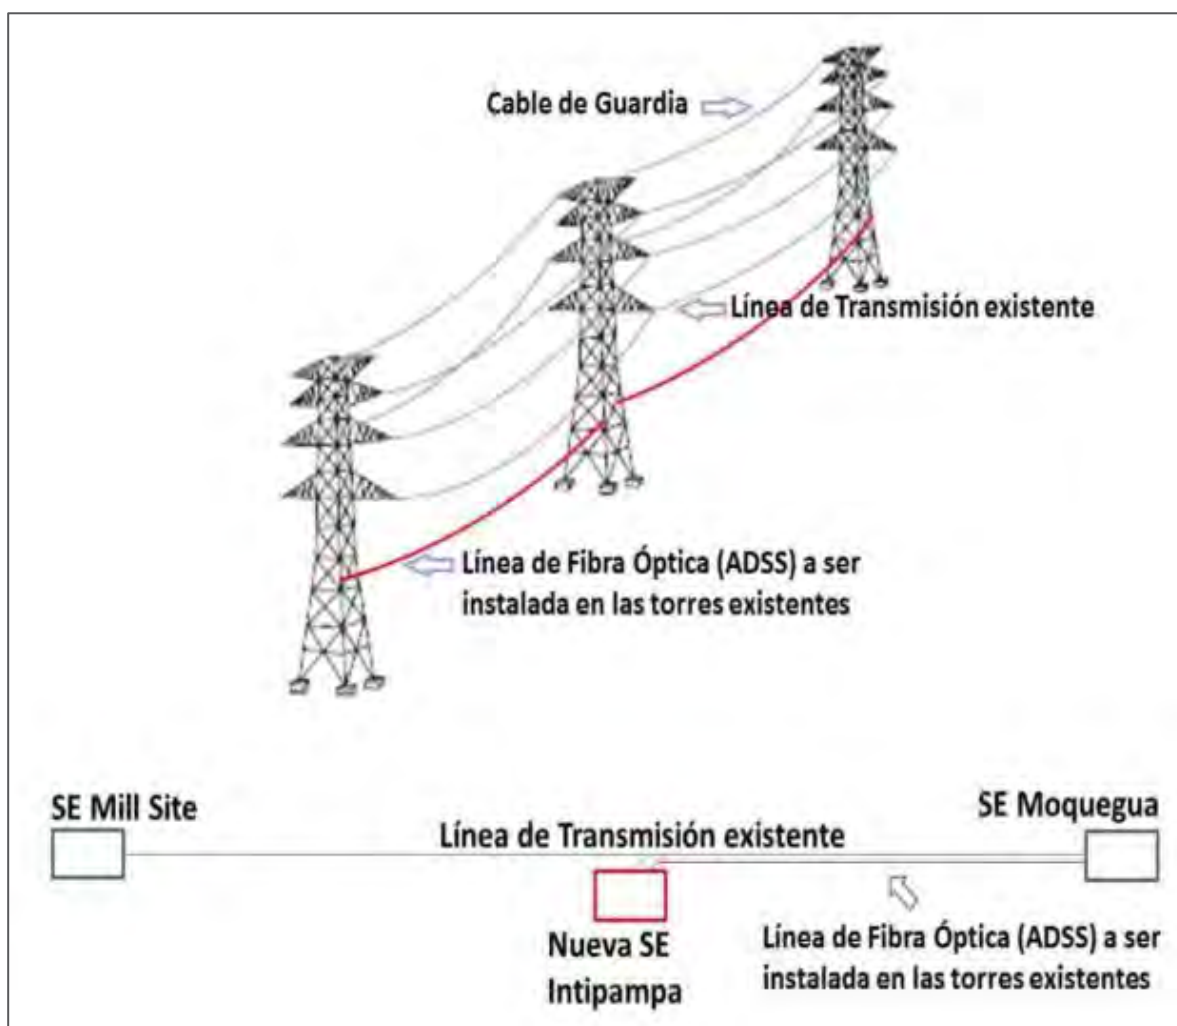 Cable de Guardia
Línea de Transmisión existente
Línea de Fibra Óptica (ADSS) a ser
instalada en las torres existentes
SE Mill Site
SE Moquegua
Línea de Transmisión existente
Nueva SE
Intipampa
Línea de Fibra Óptica (ADSS) a ser
instalada en las torres existentes